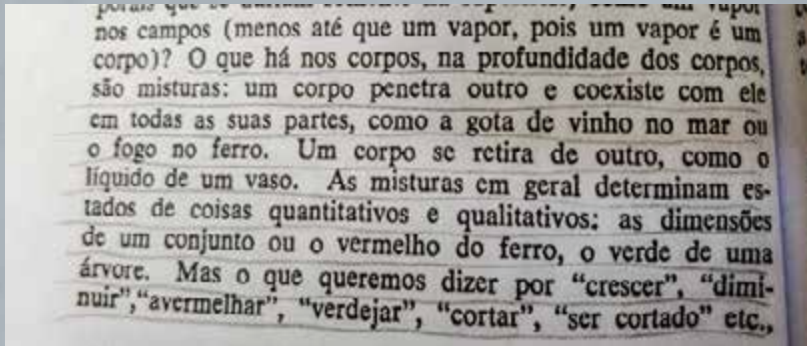 nos campos (menos até que um vapor, pois um vapor é um
corpo)? O que há nos corpos, na profundidade dos corpos,
são misturas: um corpo penetra outro e coexiste com ele
em todas as suas partes, como a gota de vinho no mar ou
o fogo no ferro. Um corpo se retira de outro, como o
líquido de um vaso. As misturas em geral determinam es-
tados de coisas quantitativos e qualitativos: as dimensões
de um conjunto ou o vermelho do ferro, o verde de uma
árvore. Mas o que queremos dizer por “crescer”, “dimi-
nuir”,“avermelhar”, “verdejar”, “cortar”, “ser cortado” etc.,